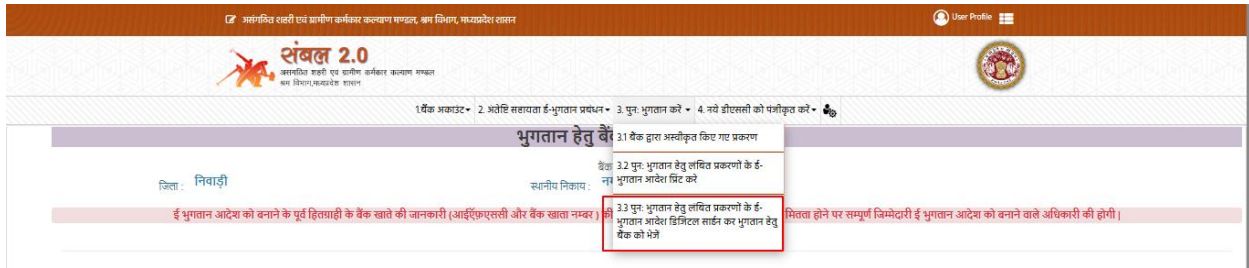 असंगठित शहरी एवं ग्रामीण कर्मकार कल्याण मण्डल, श्रम विभाग, मध्यप्रदेश शासन
User Profile
संबल 2.0
असंगठित शहरी एवं ग्रामीण कर्मकार कल्याण मण्डल
श्रम विभाग,मध्यप्रदेश शासन
1.बैंक अकाउंट 2. अंतेष्टि सहायता ई-भुगतान प्रबंधन 3. पुन: भुगतान करें 4. नये डीएससी को पंजीकृत करें
भुगतान हेतु
3.1 बैंक द्वारा अस्वीकृत किए गए प्रकरण
3.2 पुन: भुगतान हेतु लंबित प्रकरणों के ई-
भुगतान आदेश प्रिंट करे
3.3 पुन: भुगतान हेतु लंबित प्रकरणों के ई-
भुगतान आदेश डिजिटल साईन कर भुगतान हेतु
बैंक को भेजे
जिला : निवाड़ी
स्थानीय निकाय :
ई भुगतान आदेश को बनाने के पूर्व हितग्राही के बैंक खाते की जानकारी (आईएफ़एससी और बैंक खाता नम्बर ) मितता होने पर सम्पूर्ण जिम्मेदारी ई भुगतान आदेश को बनाने वाले अधिकारी की होगी |